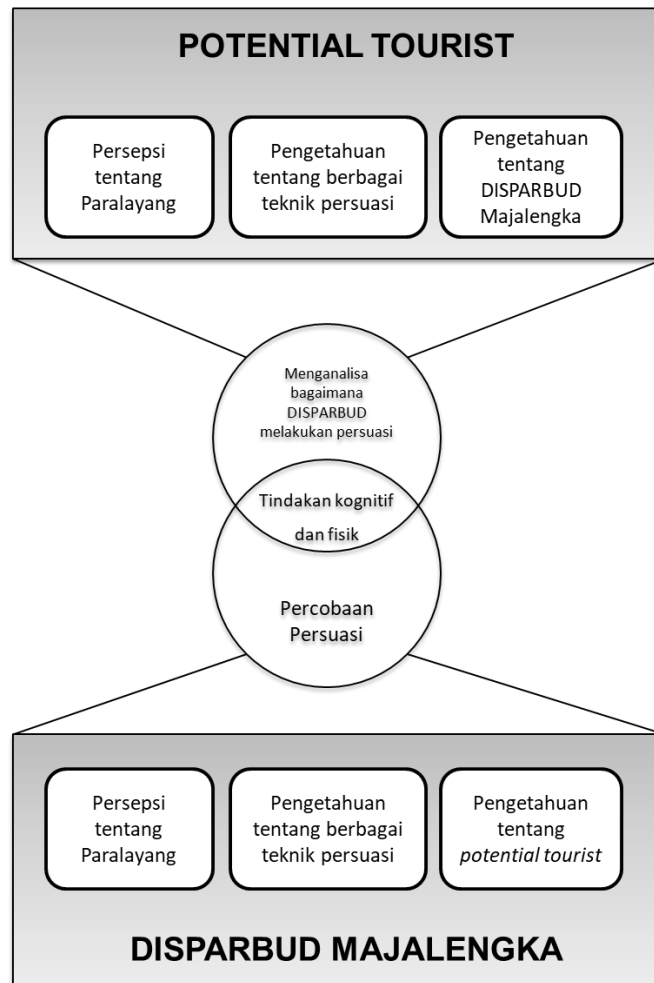 POTENTIAL TOURIST
Persepsi
tentang
Paralayang
Pengetahuan
tentang berbagai
teknik persuasi
Pengetahuan
tentang
DISPARBUD
Majalengka
Menganalisa
bagaimana
DISPARBUD
melakukan persuasi
Tindakan kognitif
dan fisik
Percobaan
Persuasi
Persepsi
tentang
Paralayang
Pengetahuan
tentang berbagai
teknik persuasi
Pengetahuan
tentang
potential tourist
DISPARBUD MAJALENGKA